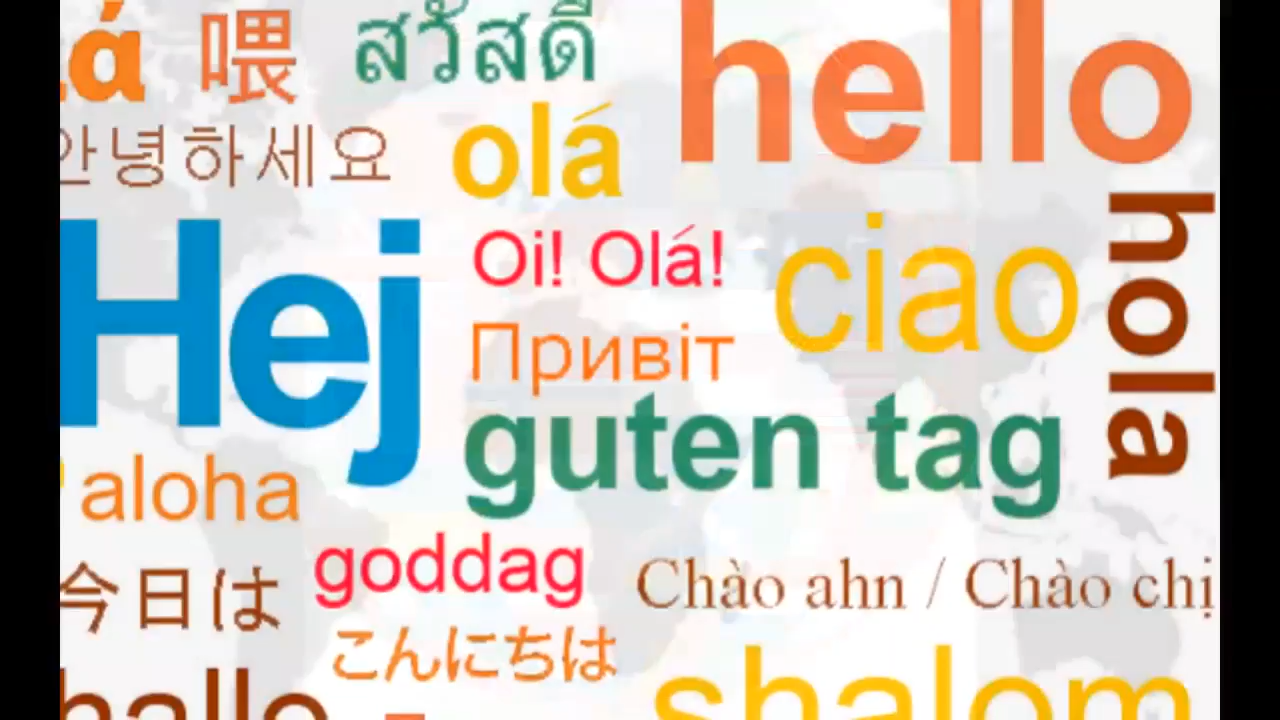 喂
สวัสดี
hello
안녕하세요
olá
hola
Hej
Oi! Olá!
ciao
Привіт
guten tag
aloha
goddag
Chào ahn / Chào chị
今日は
こんにちは
shalom